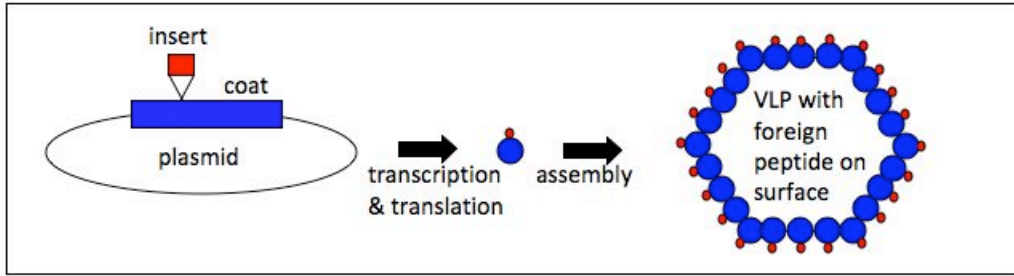 insert
coat
plasmid
transcription
& translation
assembly
VLP with
foreign
peptide on
surface